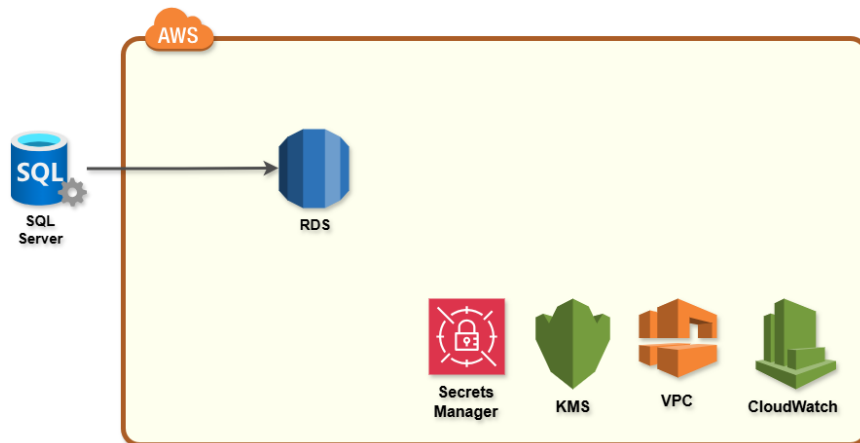 AWS
SQL
SQL
Server
RDS
Secrets
Manager
KMS
VPC
CloudWatch